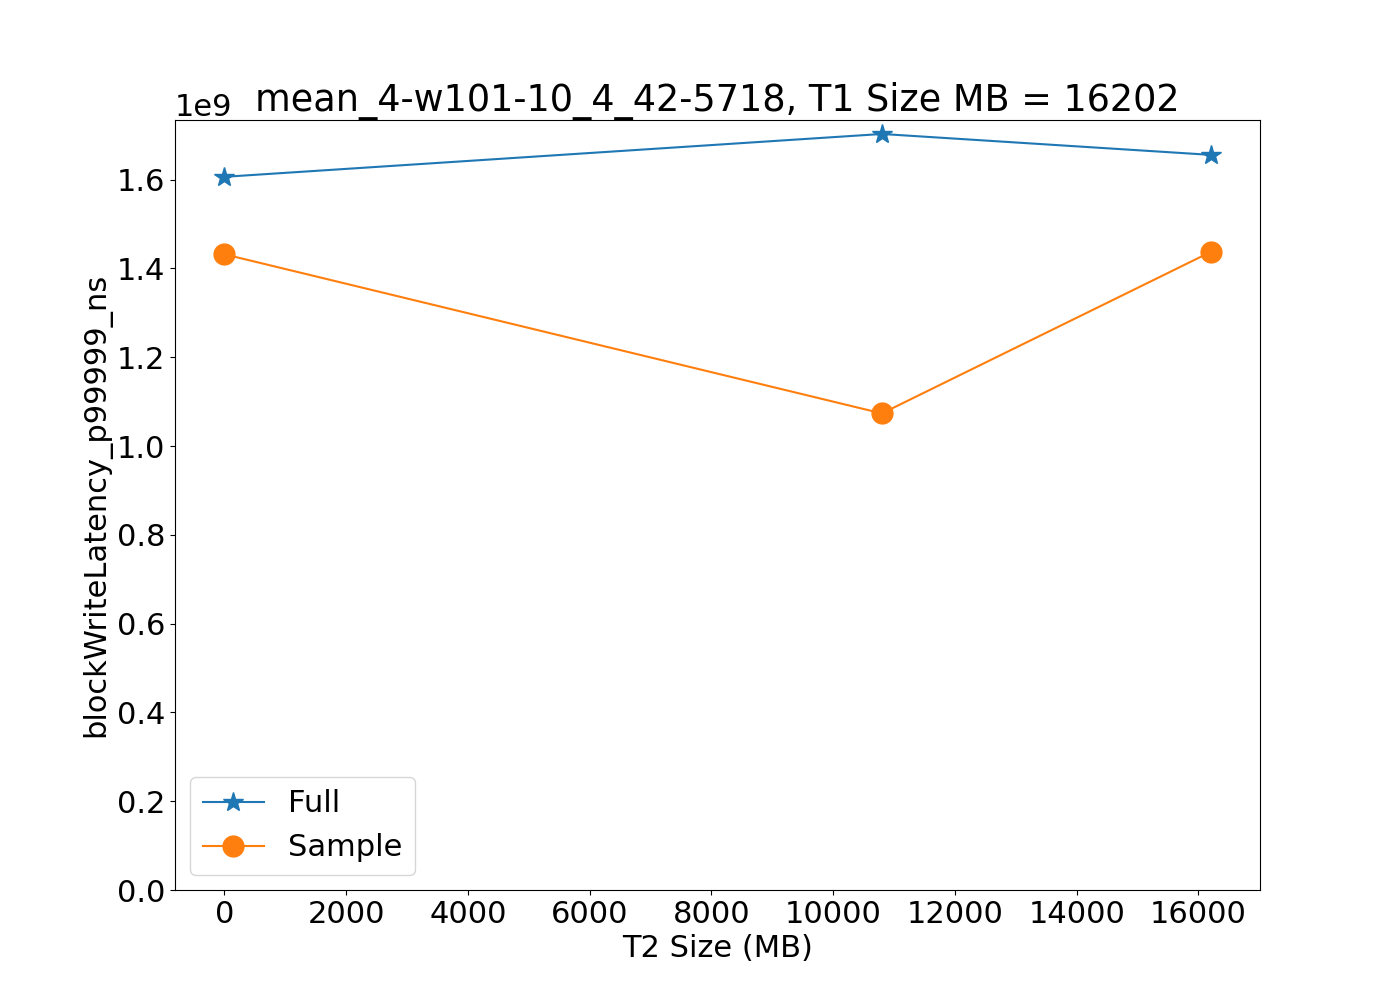 1e9
mean_4-w101-10_4_42-5718, T1 Size MB = 16202
blockWriteLatency_p99999_ns
1.6
1.4
1.2
1.0
0.8
0.6
0.4
0.2
0.0
Full
Sample
0 2000 4000 6000 8000 10000 12000 14000 16000
T2 Size (MB)